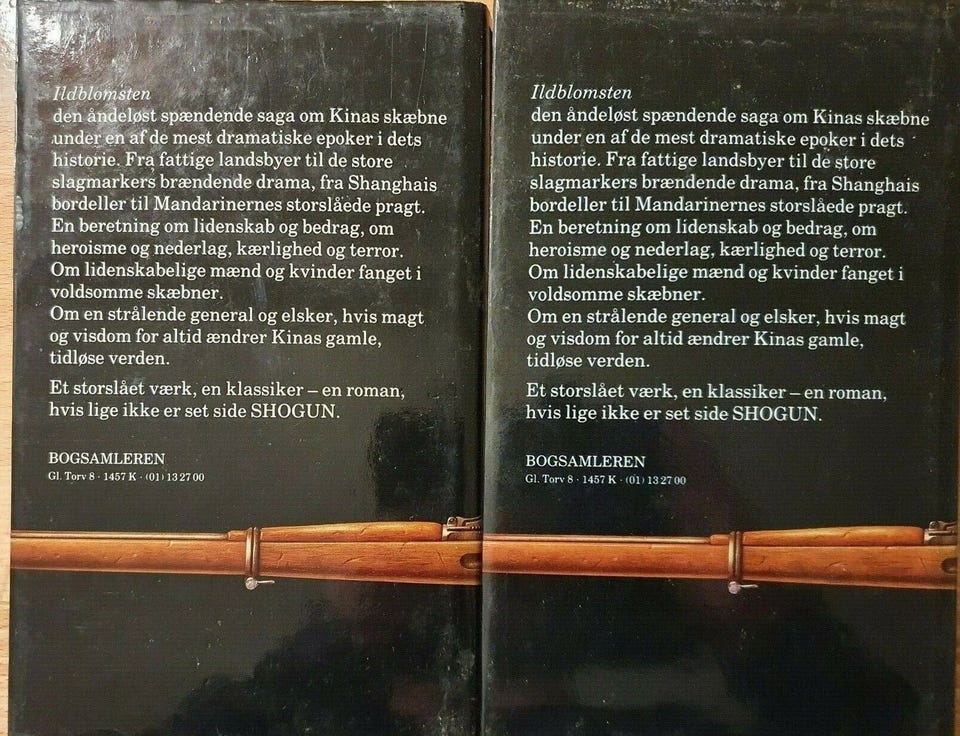 Ildblomsten
den åndeløst spændende saga om Kinas skæbne
under en af de mest dramatiske epoker i dets
historie. Fra fattige landsbyer til de store
slagmarkers brændende drama, fra Shanghais
bordeller til Mandarinernes storslåede pragt.
En beretning om lidenskab og bedrag, om
heroisme og nederlag, kærlighed og terror.
Om lidenskabelige mænd og kvinder fanget i
voldsomme skæbner.
Om en strålende general og elsker, hvis magt
og visdom for altid ændrer Kinas gamle,
tidløse verden.
Et storslået værk, en klassiker – en roman,
hvis lige ikke er set side SHOGUN.
BOGSAMLEREN
Gl. Torv 8 · 1457 K · (01) 13 27 00
Ildblomsten
den åndeløst spændende saga om Kinas skæbne
under en af de mest dramatiske epoker i dets
historie. Fra fattige landsbyer til de store
slagmarkers brændende drama, fra Shanghais
bordeller til Mandarinernes storslåede pragt.
En beretning om lidenskab og bedrag, om
heroisme og nederlag, kærlighed og terror.
Om lidenskabelige mænd og kvinder fanget i
voldsomme skæbner.
Om en strålende general og elsker, hvis magt
og visdom for altid ændrer Kinas gamle,
tidløse verden.
Et storslået værk, en klassiker – en roman,
hvis lige ikke er set side SHOGUN.
BOGSAMLEREN
Gl. Torv 8 · 1457 K · (01) 13 27 00